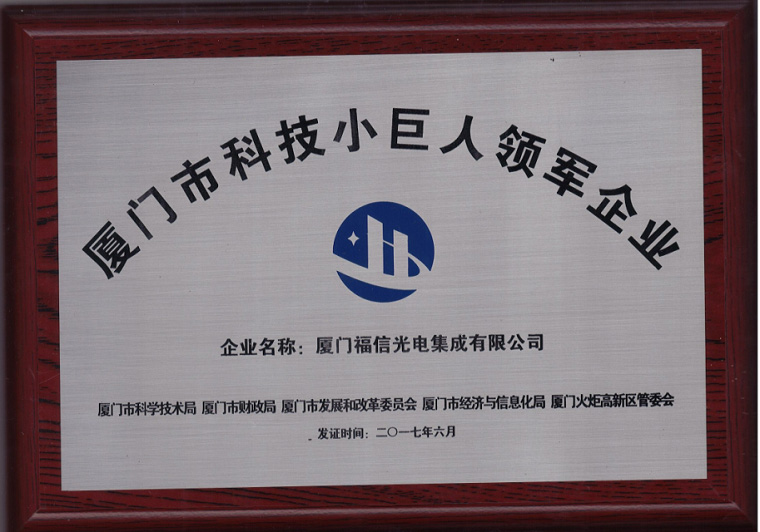 厦门市科技小巨人领军企业
企业名称：厦门福信光电集成有限公司
厦门市科学技术局 厦门市财政局 厦门市发展和改革委员会 厦门市经济与信息化局 厦门火炬高新区管委会
发证时间：二〇一七年六月